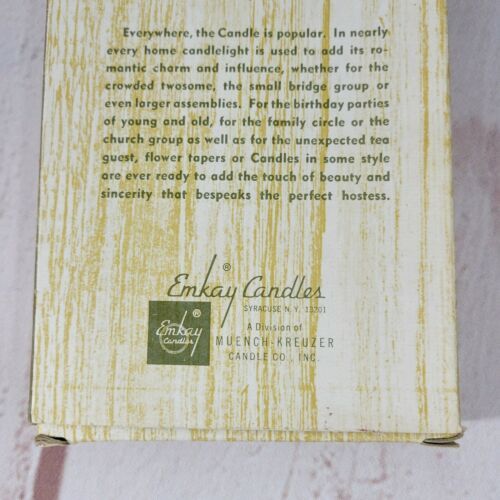 Everywhere, the Candle is popular. In nearly
every home candlelight is used to add its ro-
mantic charm and influence, whether for the
crowded twosome, the small bridge group or
even larger assemblies. For the birthday parties
of young and old, for the family circle or the
church group as well as for the unexpected tea
guest, flower tapers or Candles in some style
are ever ready to add the touch of beauty and
sincerity that bespeaks the perfect hostess.
Emkay Candles ®
SYRACUSE N. Y. 13201
A Division of
MUENCH-KREUZER
CANDLE CO., INC.
Emkay ®
Candles